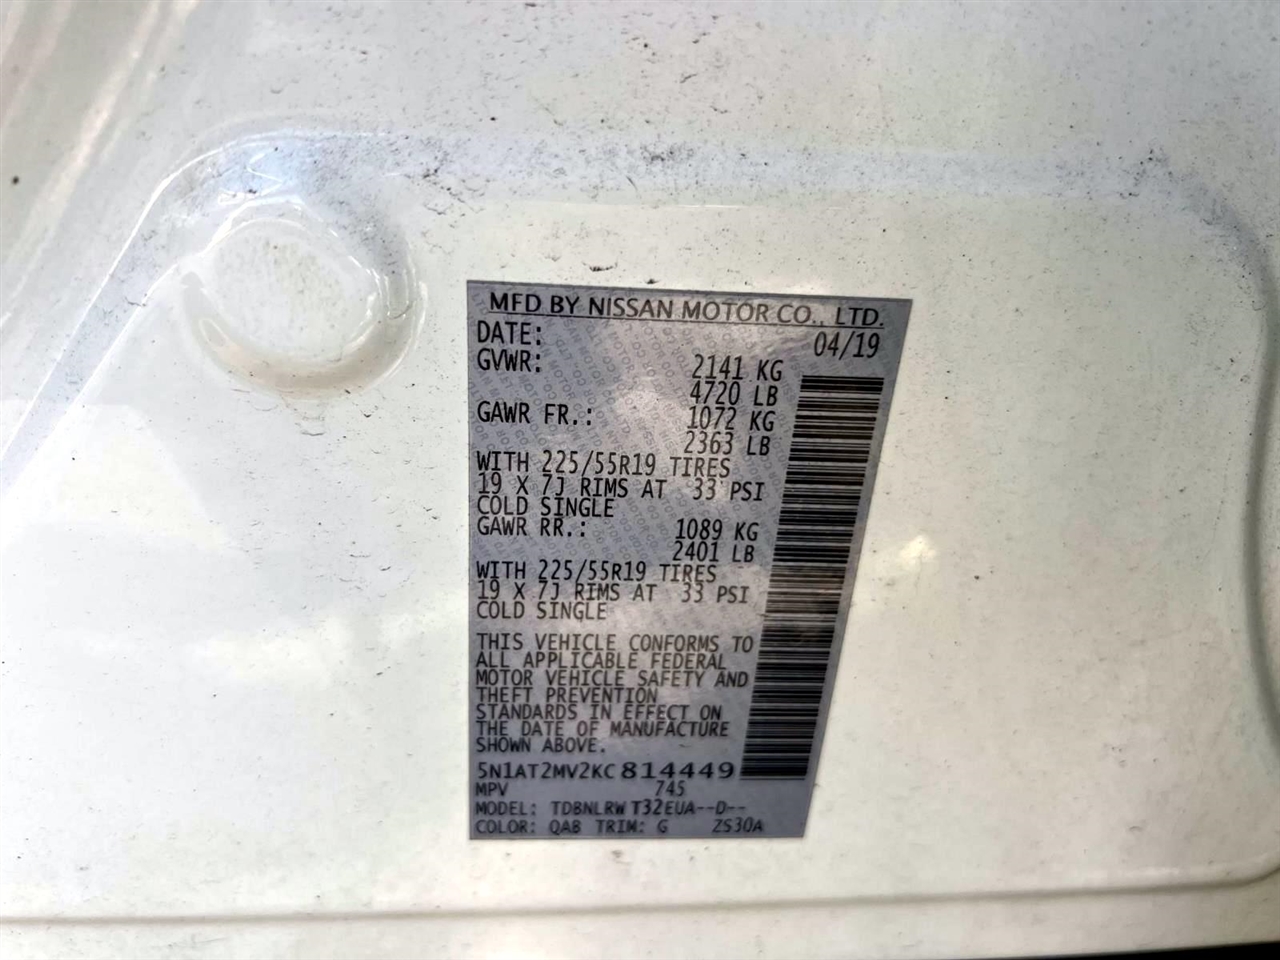 MFD BY NISSAN MOTOR CO., LTD.
DATE: 04/19
GVWR: 2141 KG
4720 LB
GAWR FR.: 1072 KG
2363 LB
WITH 225/55R19 TIRES
19 X 7J RIMS AT 33 PSI
COLD SINGLE
GAWR RR.: 1089 KG
2401 LB
WITH 225/55R19 TIRES
19 X 7J RIMS AT 33 PSI
COLD SINGLE
THIS VEHICLE CONFORMS TO
ALL APPLICABLE FEDERAL
MOTOR VEHICLE SAFETY AND
THEFT PREVENTION
STANDARDS IN EFFECT ON
THE DATE OF MANUFACTURE
SHOWN ABOVE.
5N1AT2MV2KC814449
MPV 745
MODEL: TDBNLRW T32EUA--D--
COLOR: QAB TRIM: G ZS30A